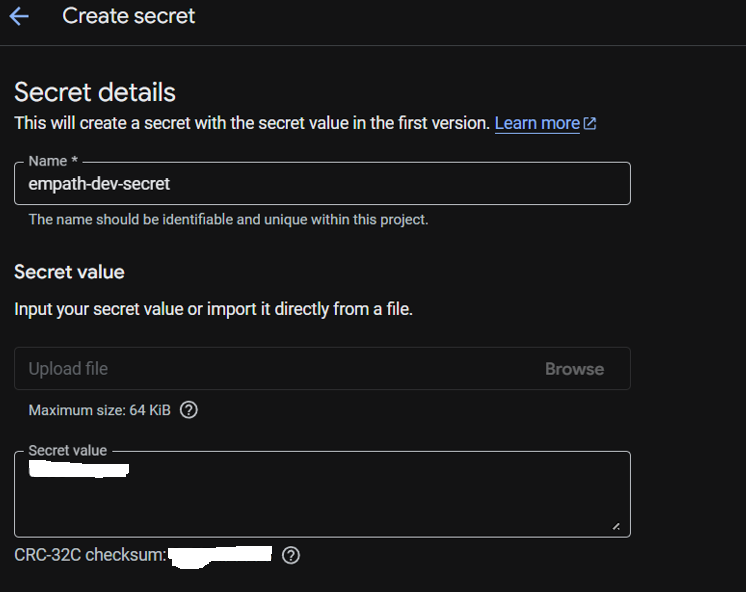 Create secret
Secret details
This will create a secret with the secret value in the first version. Learn more
Name *
empath-dev-secret
The name should be identifiable and unique within this project.
Secret value
Input your secret value or import it directly from a file.
Upload file Browse
Maximum size: 64 KiB ?
Secret value
CRC-32C checksum: ?